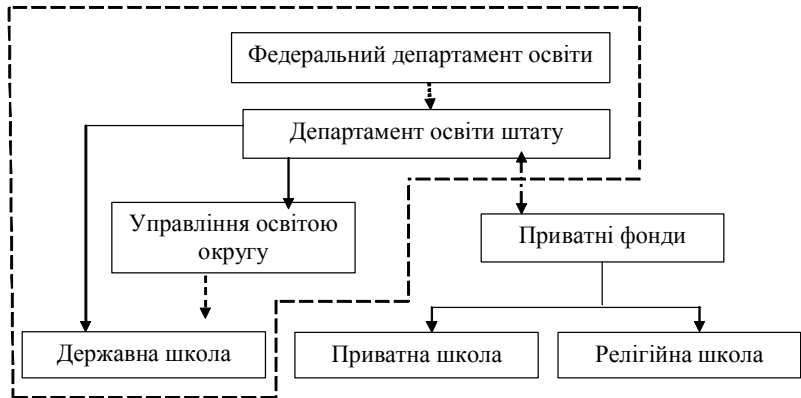 Федеральний департамент освіти
Департамент освіти штату
Управління освітою
округу
Приватні фонди
Державна школа
Приватна школа
Релігійна школа